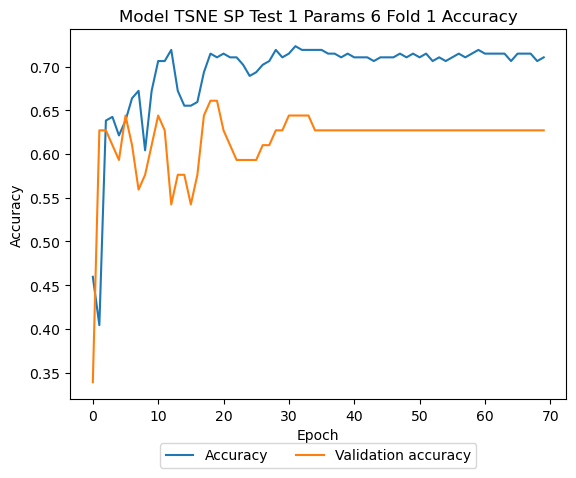 Model TSNE SP Test 1 Params 6 Fold 1 Accuracy
Accuracy
0.70
0.65
0.60
0.55
0.50
0.45
0.40
0.35
0 10 20 30 40 50 60 70
Epoch
Accuracy Validation accuracy